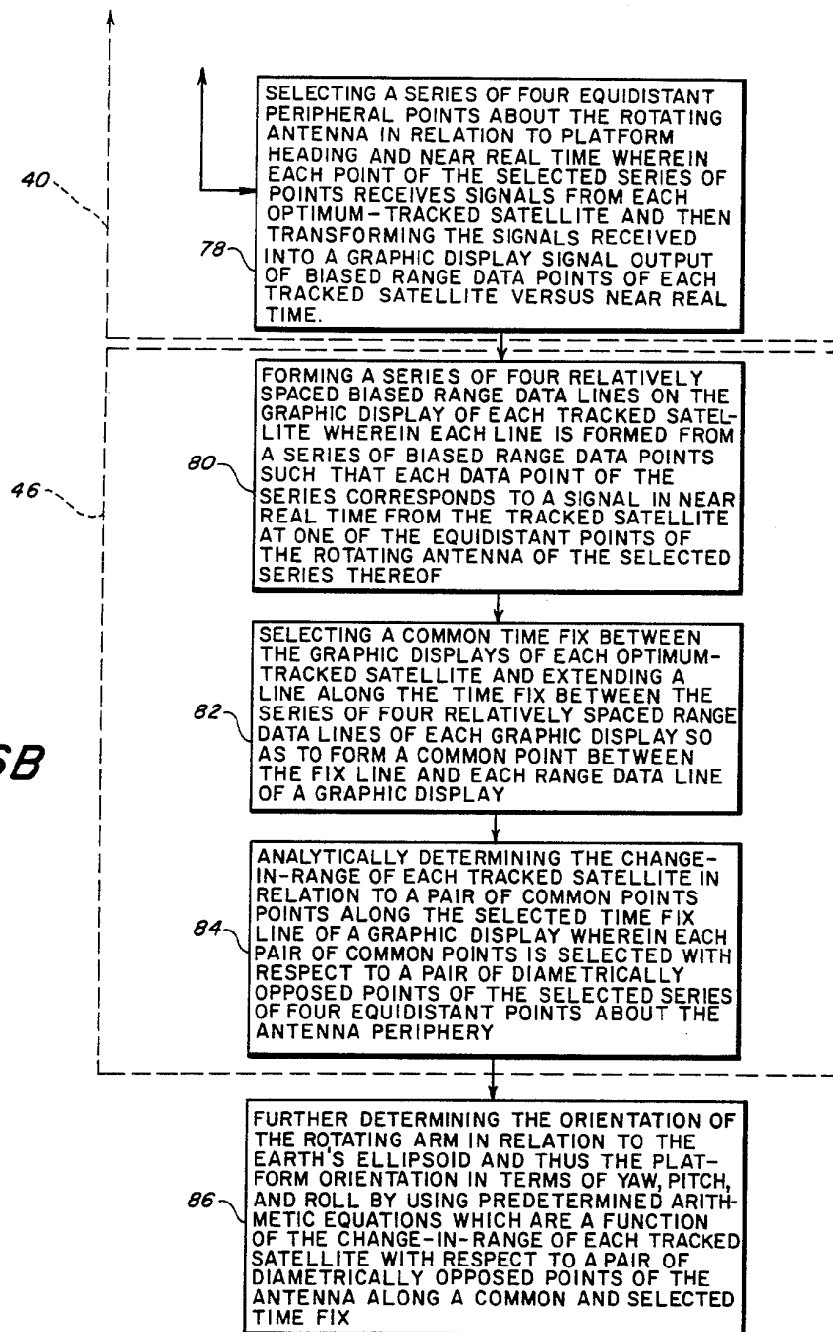 SELECTING A SERIES OF FOUR EQUIDISTANT
PERIPHERAL POINTS ABOUT THE ROTATING
ANTENNA IN RELATION TO PLATFORM
HEADING AND NEAR REAL TIME WHEREIN
EACH POINT OF THE SELECTED SERIES OF
POINTS RECEIVES SIGNALS FROM EACH
OPTIMUM-TRACKED SATELLITE AND THEN
TRANSFORMING THE SIGNALS RECEIVED
INTO A GRAPHIC DISPLAY SIGNAL OUTPUT
OF BIASED RANGE DATA POINTS OF EACH
TRACKED SATELLITE VERSUS NEAR REAL
TIME.
40
78
FORMING A SERIES OF FOUR RELATIVELY
SPACED BIASED RANGE DATA LINES ON THE
GRAPHIC DISPLAY OF EACH TRACKED SATEL-
LITE WHEREIN EACH LINE IS FORMED FROM
A SERIES OF BIASED RANGE DATA POINTS
SUCH THAT EACH DATA POINT OF THE
SERIES CORRESPONDS TO A SIGNAL IN NEAR
REAL TIME FROM THE TRACKED SATELLITE
AT ONE OF THE EQUIDISTANT POINTS OF
THE ROTATING ANTENNA OF THE SELECTED
SERIES THEREOF
46
80
SELECTING A COMMON TIME FIX BETWEEN
THE GRAPHIC DISPLAYS OF EACH OPTIMUM-
TRACKED SATELLITE AND EXTENDING A
LINE ALONG THE TIME FIX BETWEEN THE
SERIES OF FOUR RELATIVELY SPACED RANGE
DATA LINES OF EACH GRAPHIC DISPLAY SO
AS TO FORM A COMMON POINT BETWEEN
THE FIX LINE AND EACH RANGE DATA LINE
OF A GRAPHIC DISPLAY
82
6B
ANALYTICALLY DETERMINING THE CHANGE-
IN-RANGE OF EACH TRACKED SATELLITE IN
RELATION TO A PAIR OF COMMON POINTS
POINTS ALONG THE SELECTED TIME FIX
LINE OF A GRAPHIC DISPLAY WHEREIN EACH
PAIR OF COMMON POINTS IS SELECTED WITH
RESPECT TO A PAIR OF DIAMETRICALLY
OPPOSED POINTS OF THE SELECTED SERIES
OF FOUR EQUIDISTANT POINTS ABOUT THE
ANTENNA PERIPHERY
84
FURTHER DETERMINING THE ORIENTATION OF
THE ROTATING ARM IN RELATION TO THE
EARTH'S ELLIPSOID AND THUS THE PLAT-
FORM ORIENTATION IN TERMS OF YAW, PITCH,
AND ROLL BY USING PREDETERMINED ARITH-
METIC EQUATIONS WHICH ARE A FUNCTION
OF THE CHANGE-IN-RANGE OF EACH TRACKED
SATELLITE WITH RESPECT TO A PAIR OF
DIAMETRICALLY OPPOSED POINTS OF THE
ANTENNA ALONG A COMMON AND SELECTED
TIME FIX
86